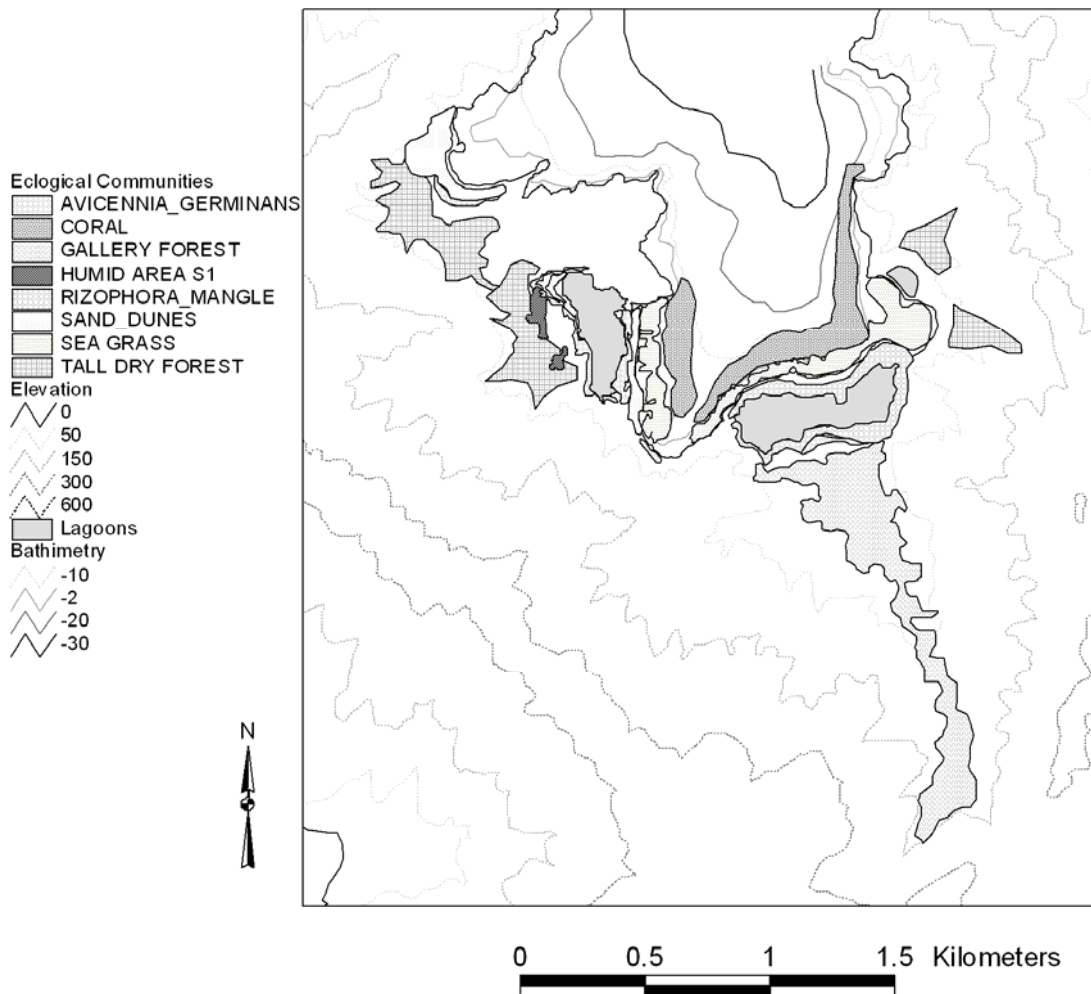 Eclogical Communities
AVICENNIA_GERMINANS
CORAL
GALLERY FOREST
HUMID AREA S1
RIZOPHORA_MANGLE
SAND_DUNES
SEA GRASS
TALL DRY FOREST
Elevation
0
50
150
300
600
Lagoons
Bathimetry
-10
-2
-20
-30
N
0 0.5 1 1.5 Kilometers